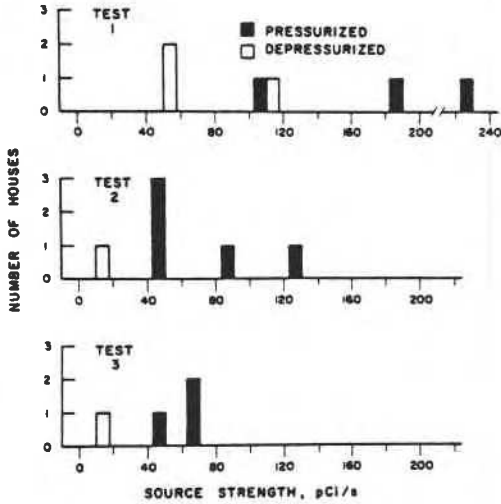 TEST
1
PRESSURIZED
DEPRESSURIZED
3
2
1
0
0 40 80 120 160 200 240
NUMBER OF HOUSES
TEST
2
3
2
1
0
0 40 80 120 160 200
TEST
3
3
2
1
0
0 40 80 120 160 200
SOURCE STRENGTH, pCi/s